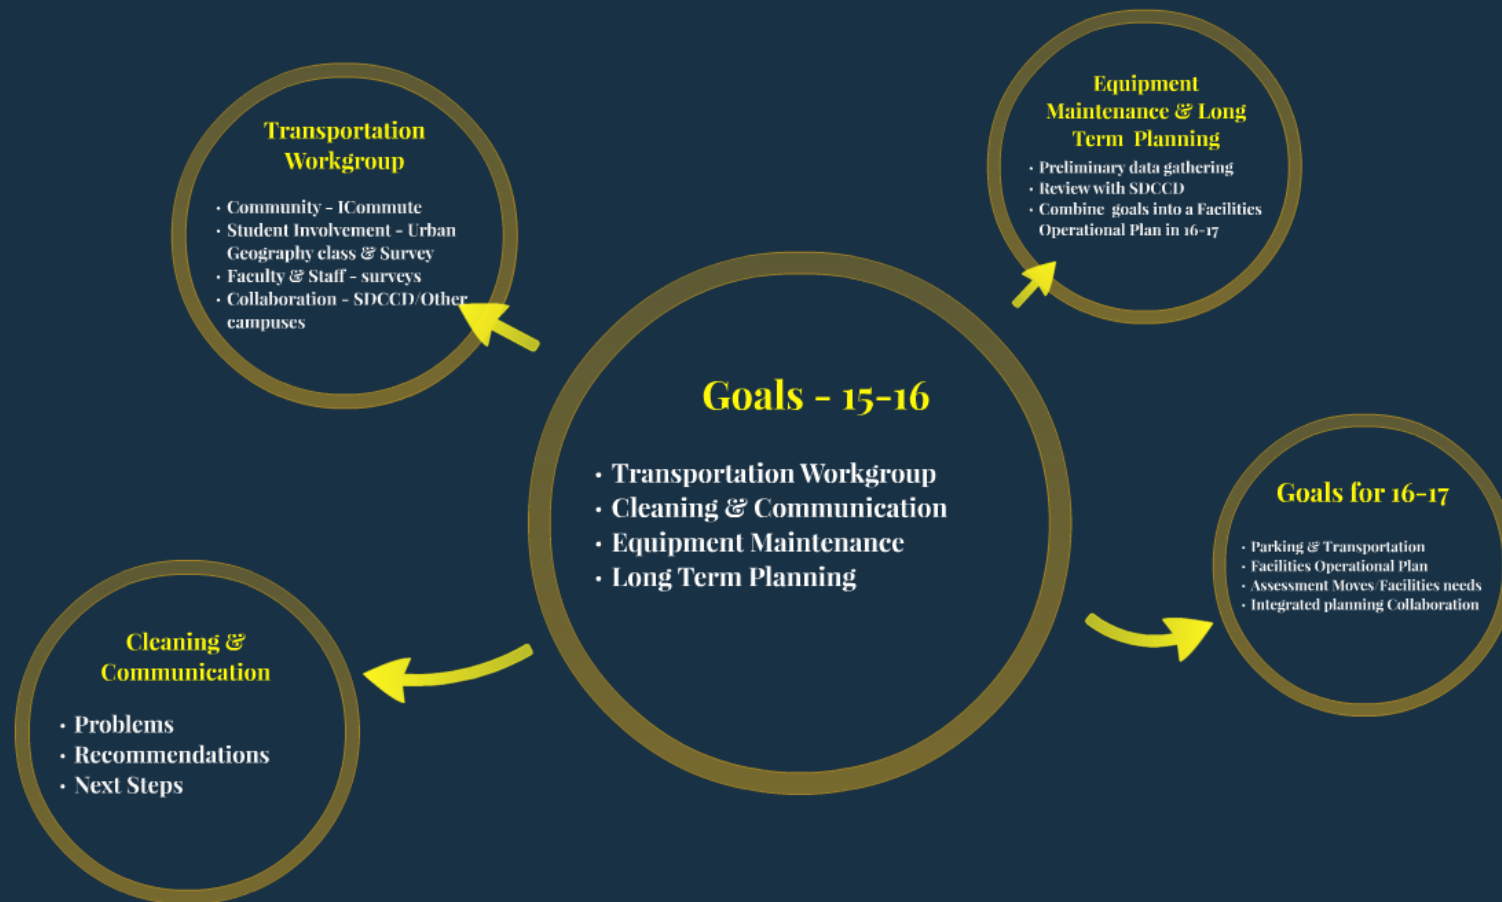 Transportation
Workgroup
• Community - ICommute
• Student Involvement - Urban
Geography class & Survey
• Faculty & Staff - surveys
• Collaboration - SDCCD/Other
campuses
Equipment
Maintenance & Long
Term Planning
• Preliminary data gathering
• Review with SDCCD
• Combine goals into a Facilities
Operational Plan in 16-17
Goals - 15-16
• Transportation Workgroup
• Cleaning & Communication
• Equipment Maintenance
• Long Term Planning
Goals for 16-17
• Parking & Transportation
• Facilities Operational Plan
• Assessment Moves/Facilities needs
• Integrated planning Collaboration
Cleaning &
Communication
• Problems
• Recommendations
• Next Steps